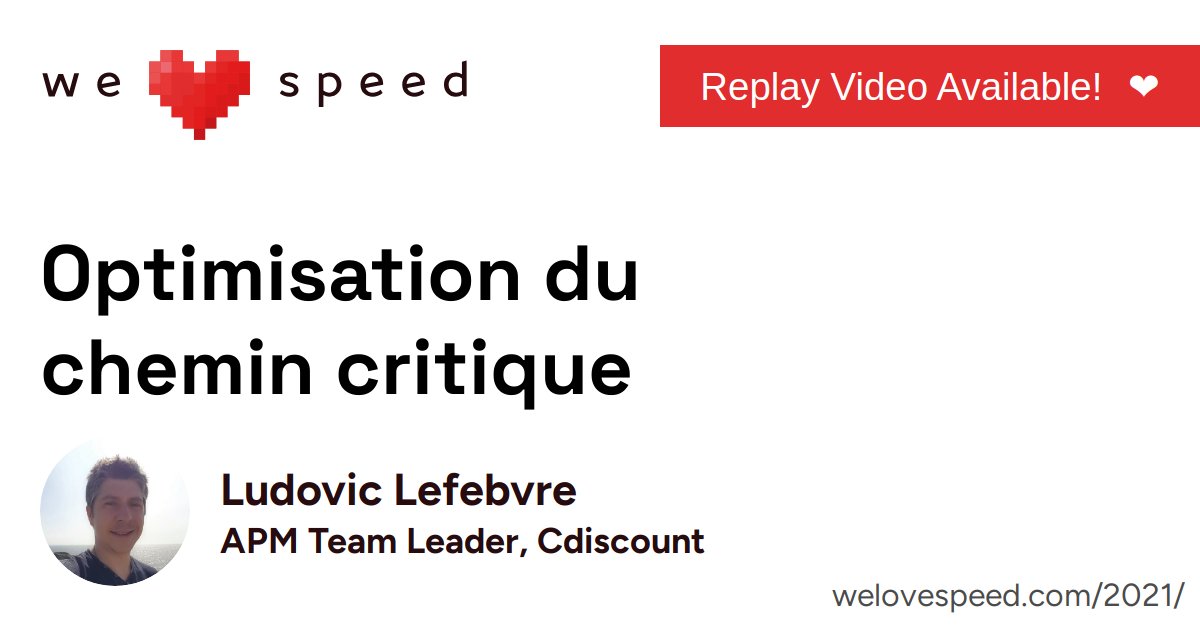 we ❤ speed
Replay Video Available! ❤
Optimisation du
chemin critique
Ludovic Lefebvre
APM Team Leader, Cdiscount
welovespeed.com/2021/